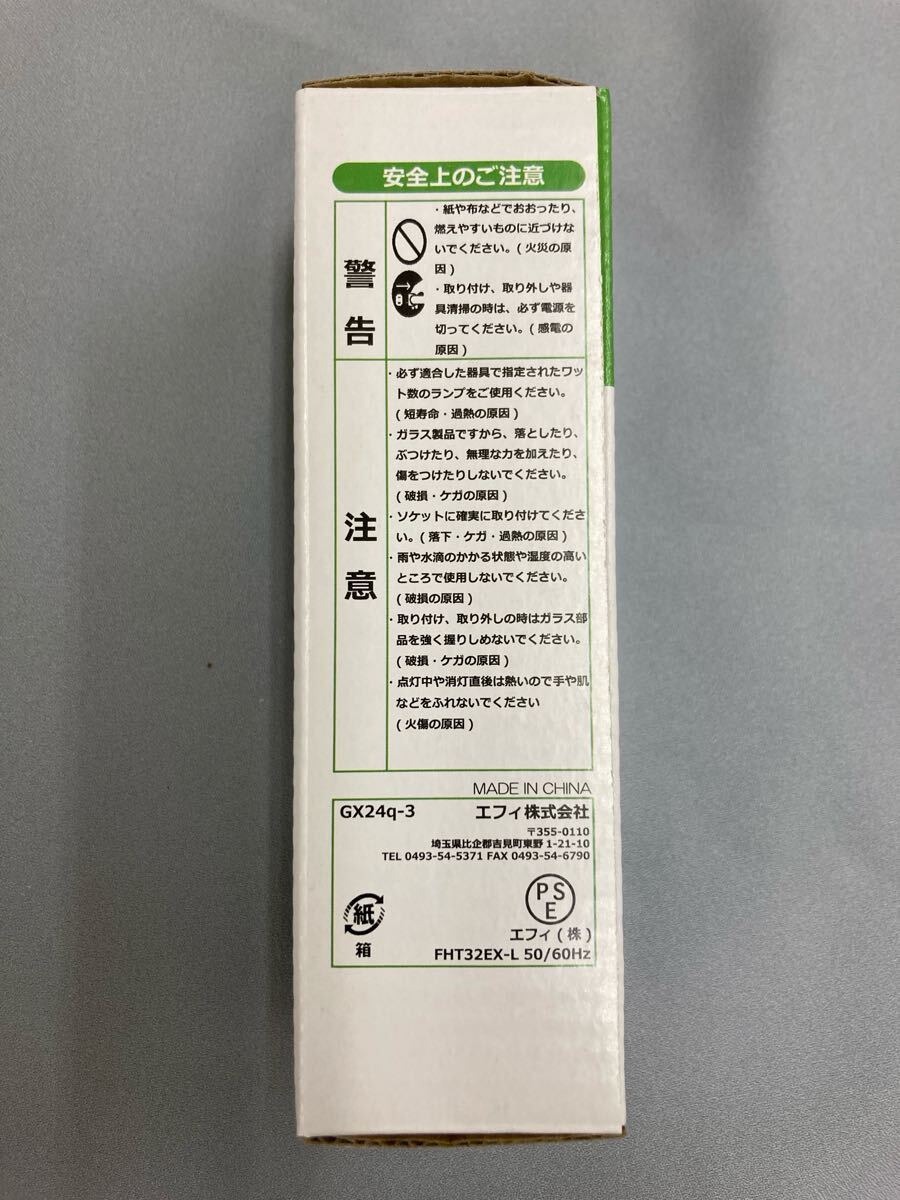 安全上のご注意
警告
・紙や布などでおおったり、
燃えやすいものに近づけな
いでください。( 火災の原
因 )
・取り付け、取り外しや器
具清掃の時は、必ず電源を
切ってください。( 感電の
原因 )
注意
・必ず適合した器具で指定されたワッ
ト数のランプをご使用ください。
( 短寿命・過熱の原因 )
・ガラス製品ですから、落としたり、
ぶつけたり、無理な力を加えたり、
傷をつけたりしないでください。
( 破損・ケガの原因 )
・ソケットに確実に取り付けてくださ
い。( 落下・ケガ・過熱の原因 )
・雨や水滴のかかる状態や湿度の高い
ところで使用しないでください。
( 破損の原因 )
・取り付け、取り外しの時はガラス部
品を強く握りしめないでください。
( 破損・ケガの原因 )
・点灯中や消灯直後は熱いので手や肌
などをふれないでください
( 火傷の原因 )
MADE IN CHINA
GX24q-3 エフィ株式会社
〒355-0110
埼玉県比企郡吉見町東野 1-21-10
TEL 0493-54-5371 FAX 0493-54-6790
紙
箱
PS
E
エフィ ( 株 )
FHT32EX-L 50/60Hz